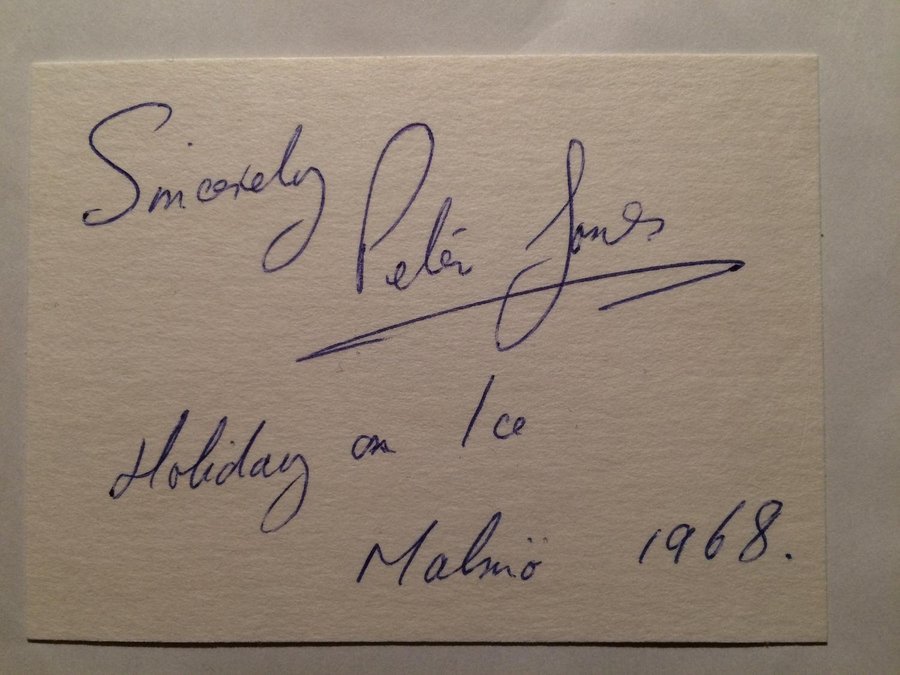 Sincerely
Peter Jones
Holiday on Ice
Malmö 1968.